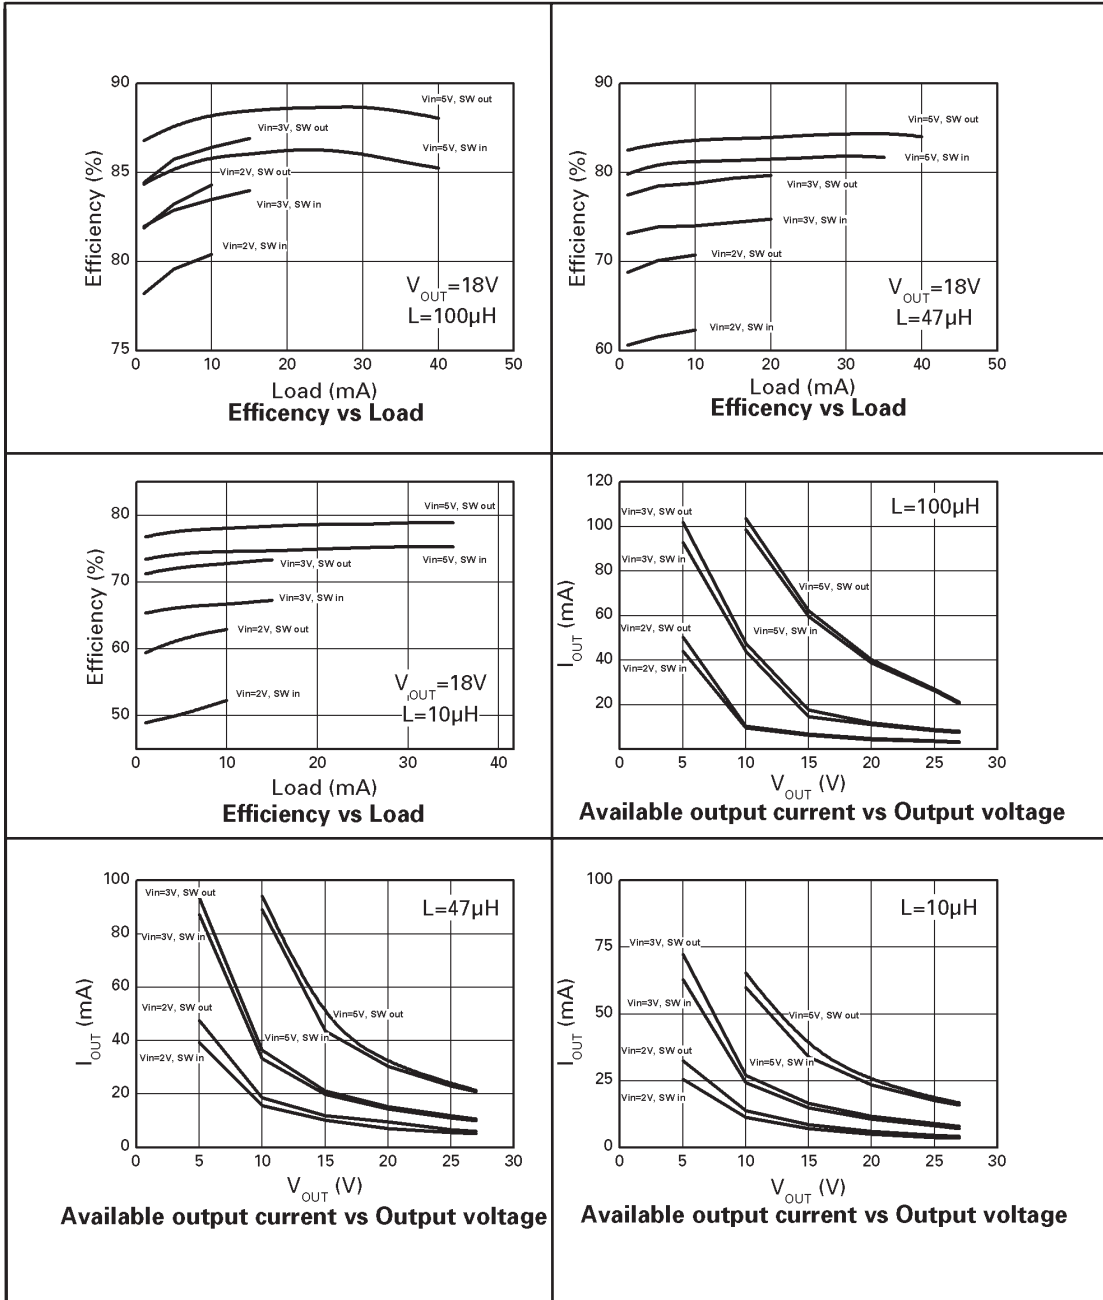 90
85
80
75
Efficiency (%)
Vin=5V, SW out
Vin=3V, SW out
Vin=5V, SW in
Vin=2V, SW out
Vin=3V, SW in
Vin=2V, SW in
VOUT=18V
L=100µH
0 10 20 30 40 50
Load (mA)
Efficency vs Load
90
80
70
60
Efficiency (%)
Vin=5V, SW out
Vin=5V, SW in
Vin=3V, SW out
Vin=3V, SW in
Vin=2V, SW out
Vin=2V, SW in
VOUT=18V
L=47µH
0 10 20 30 40 50
Load (mA)
Efficency vs Load
80
70
60
50
Efficiency (%)
Vin=5V, SW out
Vin=5V, SW in
Vin=3V, SW out
Vin=3V, SW in
Vin=2V, SW out
Vin=2V, SW in
VOUT=18V
L=10µH
0 10 20 30 40
Load (mA)
Efficiency vs Load
120
100
80
60
40
20
IOUT (mA)
L=100µH
Vin=3V, SW out
Vin=3V, SW in
Vin=5V, SW out
Vin=2V, SW out
Vin=5V, SW in
Vin=2V, SW in
0 5 10 15 20 25 30
VOUT (V)
Available output current vs Output voltage
100
80
60
40
20
0
IOUT (mA)
Vin=3V, SW out
L=47µH
Vin=3V, SW in
Vin=2V, SW out
Vin=5V, SW out
Vin=5V, SW in
Vin=2V, SW in
0 5 10 15 20 25 30
VOUT (V)
Available output current vs Output voltage
100
75
50
25
0
IOUT (mA)
L=10µH
Vin=3V, SW out
Vin=3V, SW in
Vin=5V, SW out
Vin=2V, SW out
Vin=5V, SW in
Vin=2V, SW in
0 5 10 15 20 25 30
VOUT (V)
Available output current vs Output voltage